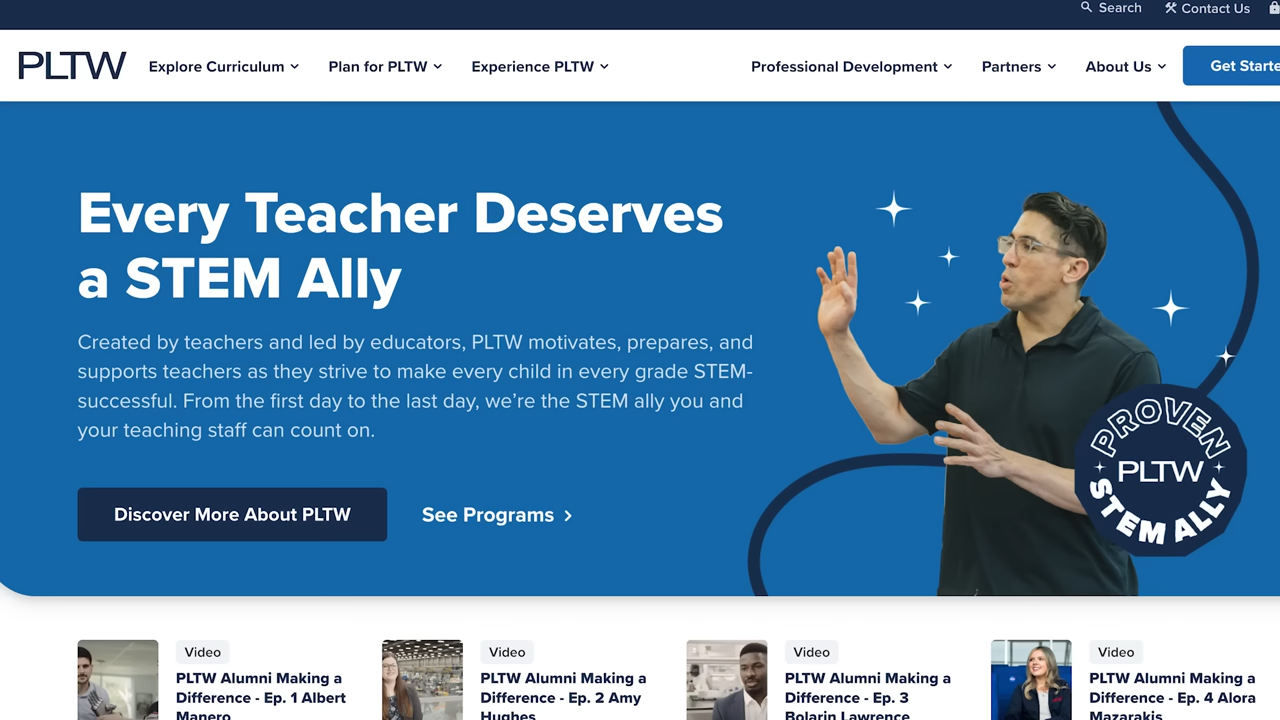 Search
Contact Us
PLTW
Explore Curriculum
Plan for PLTW
Experience PLTW
Professional Development
Partners
About Us
Get Starte
Every Teacher Deserves
a STEM Ally
Created by teachers and led by educators, PLTW motivates, prepares, and
supports teachers as they strive to make every child in every grade STEM-
successful. From the first day to the last day, we’re the STEM ally you and
your teaching staff can count on.
Discover More About PLTW
See Programs
PROVEN
PLTW
STEM ALLY
Video
PLTW Alumni Making a
Difference - Ep. 1 Albert
Manero
Video
PLTW Alumni Making a
Difference - Ep. 2 Amy
Hughes
Video
PLTW Alumni Making a
Difference - Ep. 3
Bolarin Lawrence
Video
PLTW Alumni Making a
Difference - Ep. 4 Alora
Mazarakis